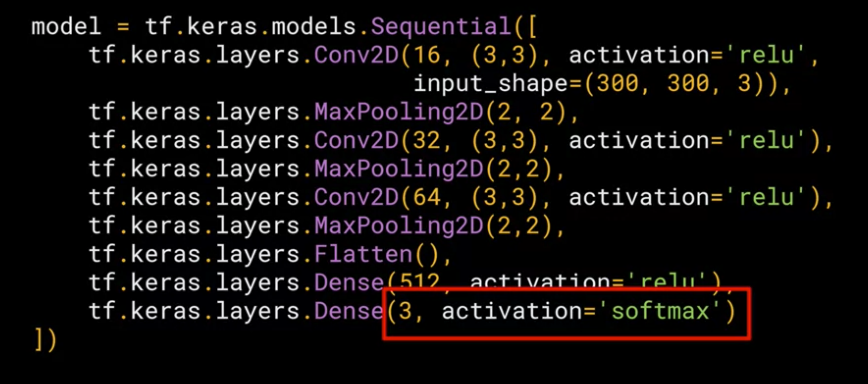 model = tf.keras.models.Sequential([
    tf.keras.layers.Conv2D(16, (3,3), activation='relu',
                           input_shape=(300, 300, 3)),
    tf.keras.layers.MaxPooling2D(2, 2),
    tf.keras.layers.Conv2D(32, (3,3), activation='relu'),
    tf.keras.layers.MaxPooling2D(2,2),
    tf.keras.layers.Conv2D(64, (3,3), activation='relu'),
    tf.keras.layers.MaxPooling2D(2,2),
    tf.keras.layers.Flatten(),
    tf.keras.layers.Dense(512, activation='relu'),
    tf.keras.layers.Dense(3, activation='softmax')
])